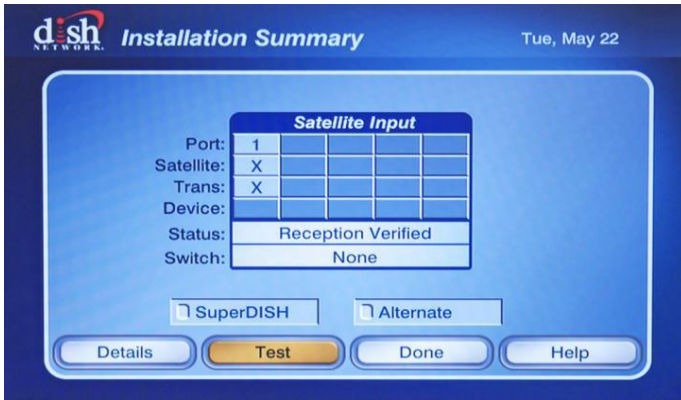 dish
NETWORK.
Installation Summary
Tue, May 22
Satellite Input
Port: 1
Satellite: X
Trans: X
Device:
Status: Reception Verified
Switch: None
SuperDISH Alternate
Details Test Done Help